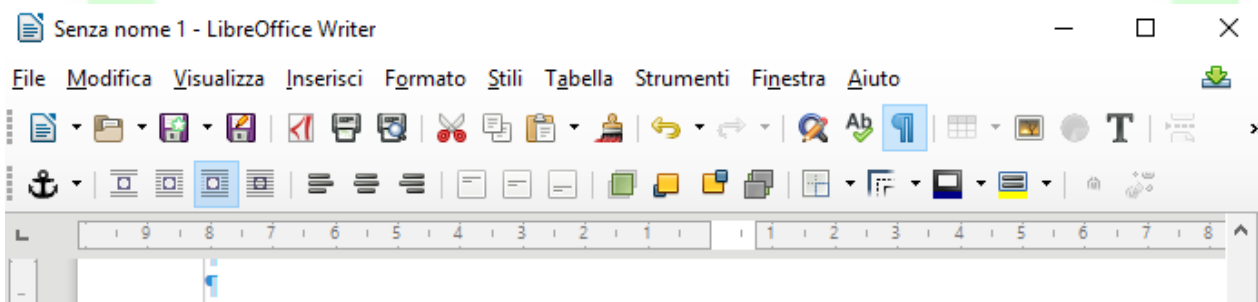 Senza nome 1 - LibreOffice Writer
File Modifica Visualizza Inserisci Formato Stili Tabella Strumenti Finestra Aiuto
Ab T
9 8 7 6 5 4 3 2 1 1 2 3 4 5 6 7 8
¶